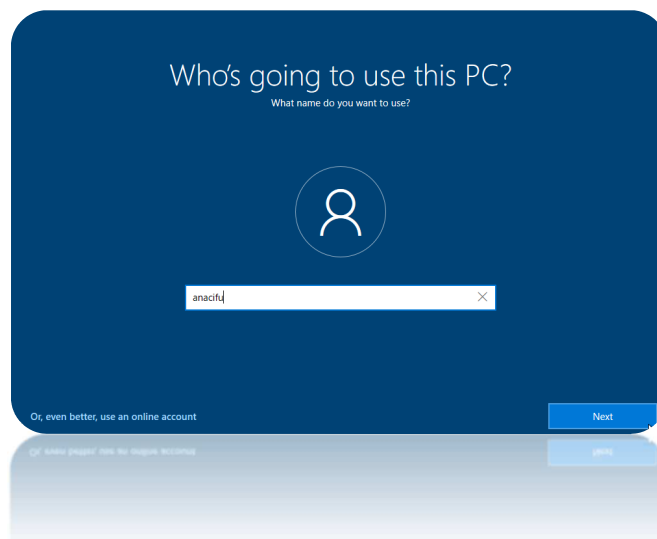 Who's going to use this PC?
What name do you want to use?
anacifu
Or, even better, use an online account
Next